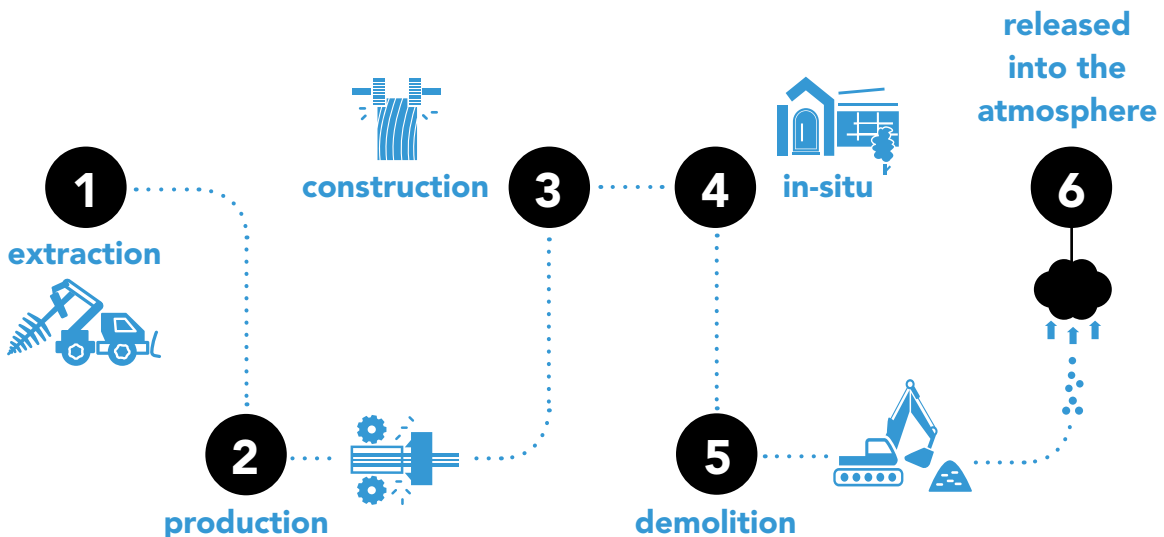 1
extraction
2
production
construction
3
4
in-situ
5
demolition
released
into the
atmosphere
6